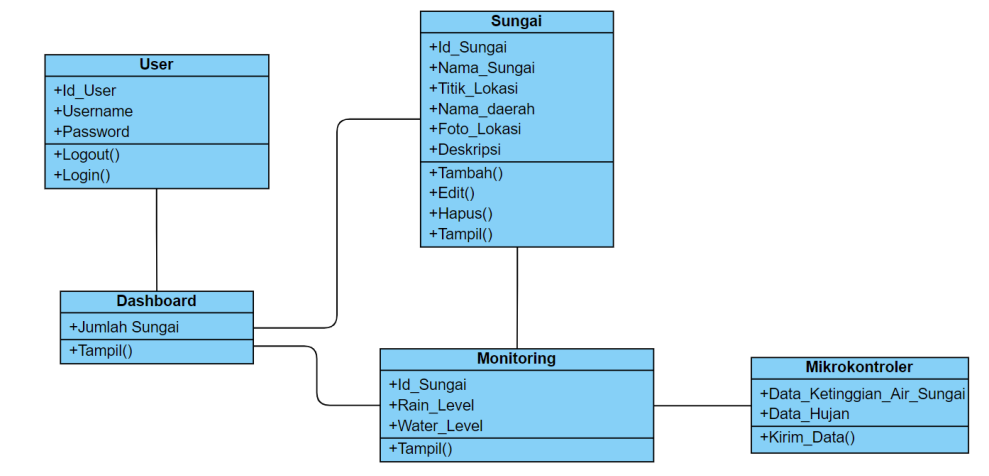 User
+Id_User
+Username
+Password
+Logout()
+Login()
Sungai
+Id_Sungai
+Nama_Sungai
+Titik_Lokasi
+Nama_daerah
+Foto_Lokasi
+Deskripsi
+Tambah()
+Edit()
+Hapus()
+Tampil()
Dashboard
+Jumlah Sungai
+Tampil()
Monitoring
+Id_Sungai
+Rain_Level
+Water_Level
+Tampil()
Mikrokontroler
+Data_Ketinggian_Air_Sungai
+Data_Hujan
+Kirim_Data()